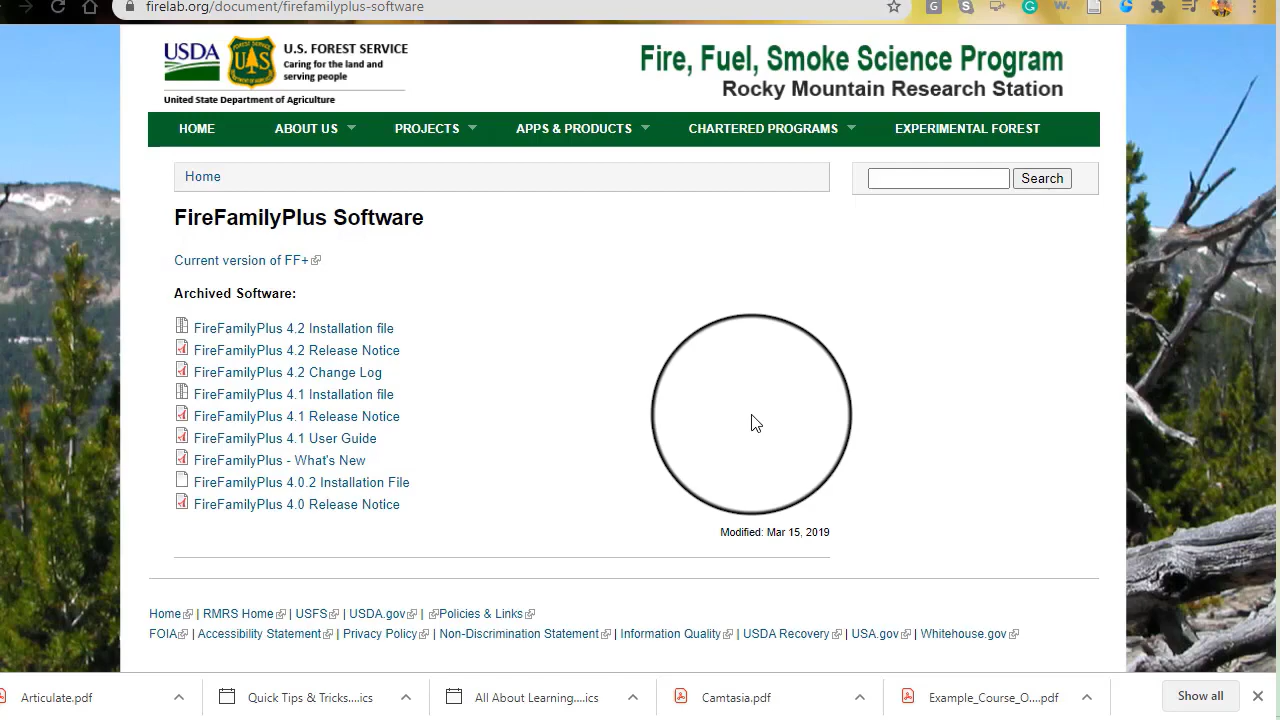 firelab.org/document/firefamilyplus-software
USDA
U.S. FOREST SERVICE
Caring for the land and
serving people
United State Department of Agriculture
Fire, Fuel, Smoke Science Program
Rocky Mountain Research Station
HOME ABOUT US PROJECTS APPS & PRODUCTS CHARTERED PROGRAMS EXPERIMENTAL FOREST
Home
Search
FireFamilyPlus Software
Current version of FF+
Archived Software:
FireFamilyPlus 4.2 Installation file
FireFamilyPlus 4.2 Release Notice
FireFamilyPlus 4.2 Change Log
FireFamilyPlus 4.1 Installation file
FireFamilyPlus 4.1 Release Notice
FireFamilyPlus 4.1 User Guide
FireFamilyPlus - What's New
FireFamilyPlus 4.0.2 Installation File
FireFamilyPlus 4.0 Release Notice
Modified: Mar 15, 2019
Home | RMRS Home | USFS | USDA.gov | Policies & Links
FOIA | Accessibility Statement | Privacy Policy | Non-Discrimination Statement | Information Quality | USDA Recovery | USA.gov | Whitehouse.gov
Articulate.pdf Quick Tips & Tricks....ics All About Learning....ics Camtasia.pdf Example_Course_O....pdf Show all